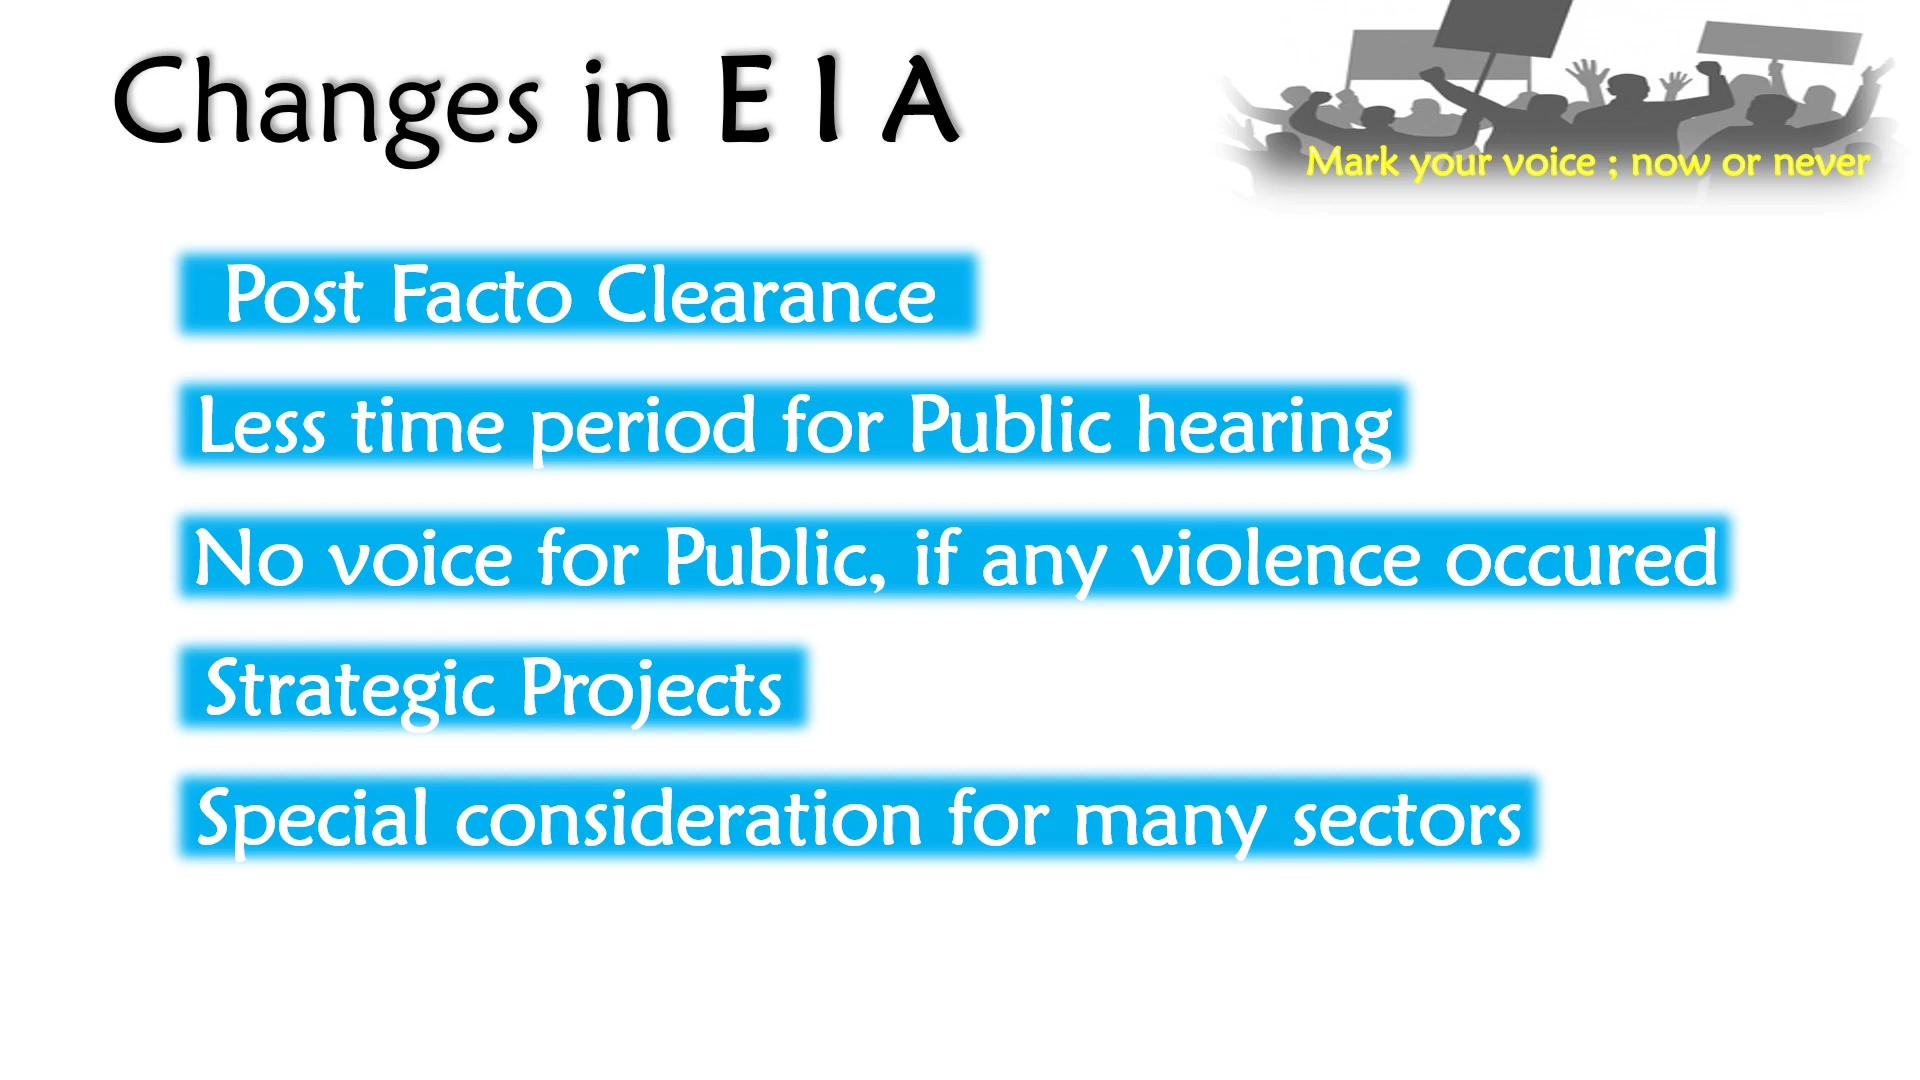 Changes in E I A
Mark your voice ; now or never
Post Facto Clearance
Less time period for Public hearing
No voice for Public, if any violence occured
Strategic Projects
Special consideration for many sectors